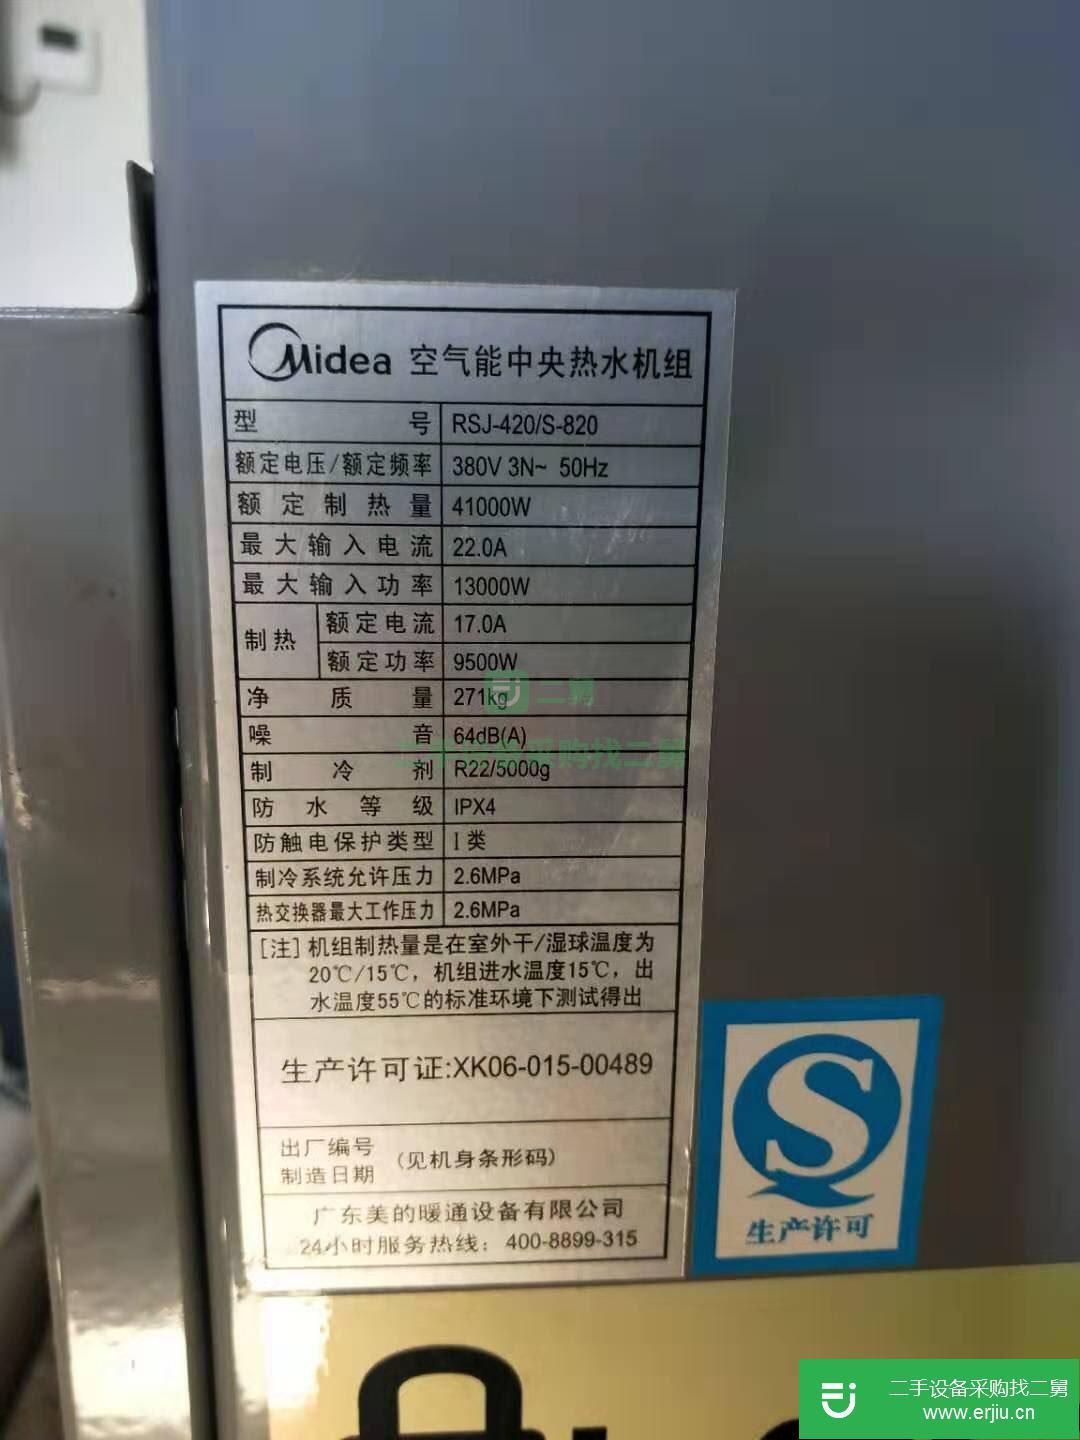 Midea 空气能中央热水机组
型号 RSJ-420/S-820
额定电压/额定频率 380V 3N~ 50Hz
额定制热量 41000W
最大输入电流 22.0A
最大输入功率 13000W
制热 额定电流 17.0A
额定功率 9500W
净质量 271kg
二舅
噪音 64dB(A)
二手设备采购找二舅
制冷剂 R22/5000g
防水等级 IPX4
防触电保护类型 I类
制冷系统允许压力 2.6MPa
热交换器最大工作压力 2.6MPa
[注] 机组制热量是在室外干/湿球温度为
20℃/15℃，机组进水温度15℃，出
水温度55℃的标准环境下测试得出
生产许可证:XK06-015-00489
出厂编号
制造日期
(见机身条形码)
广东美的暖通设备有限公司
24小时服务热线：400-8899-315
生产许可
二手设备采购找二舅
www.erjiu.cn